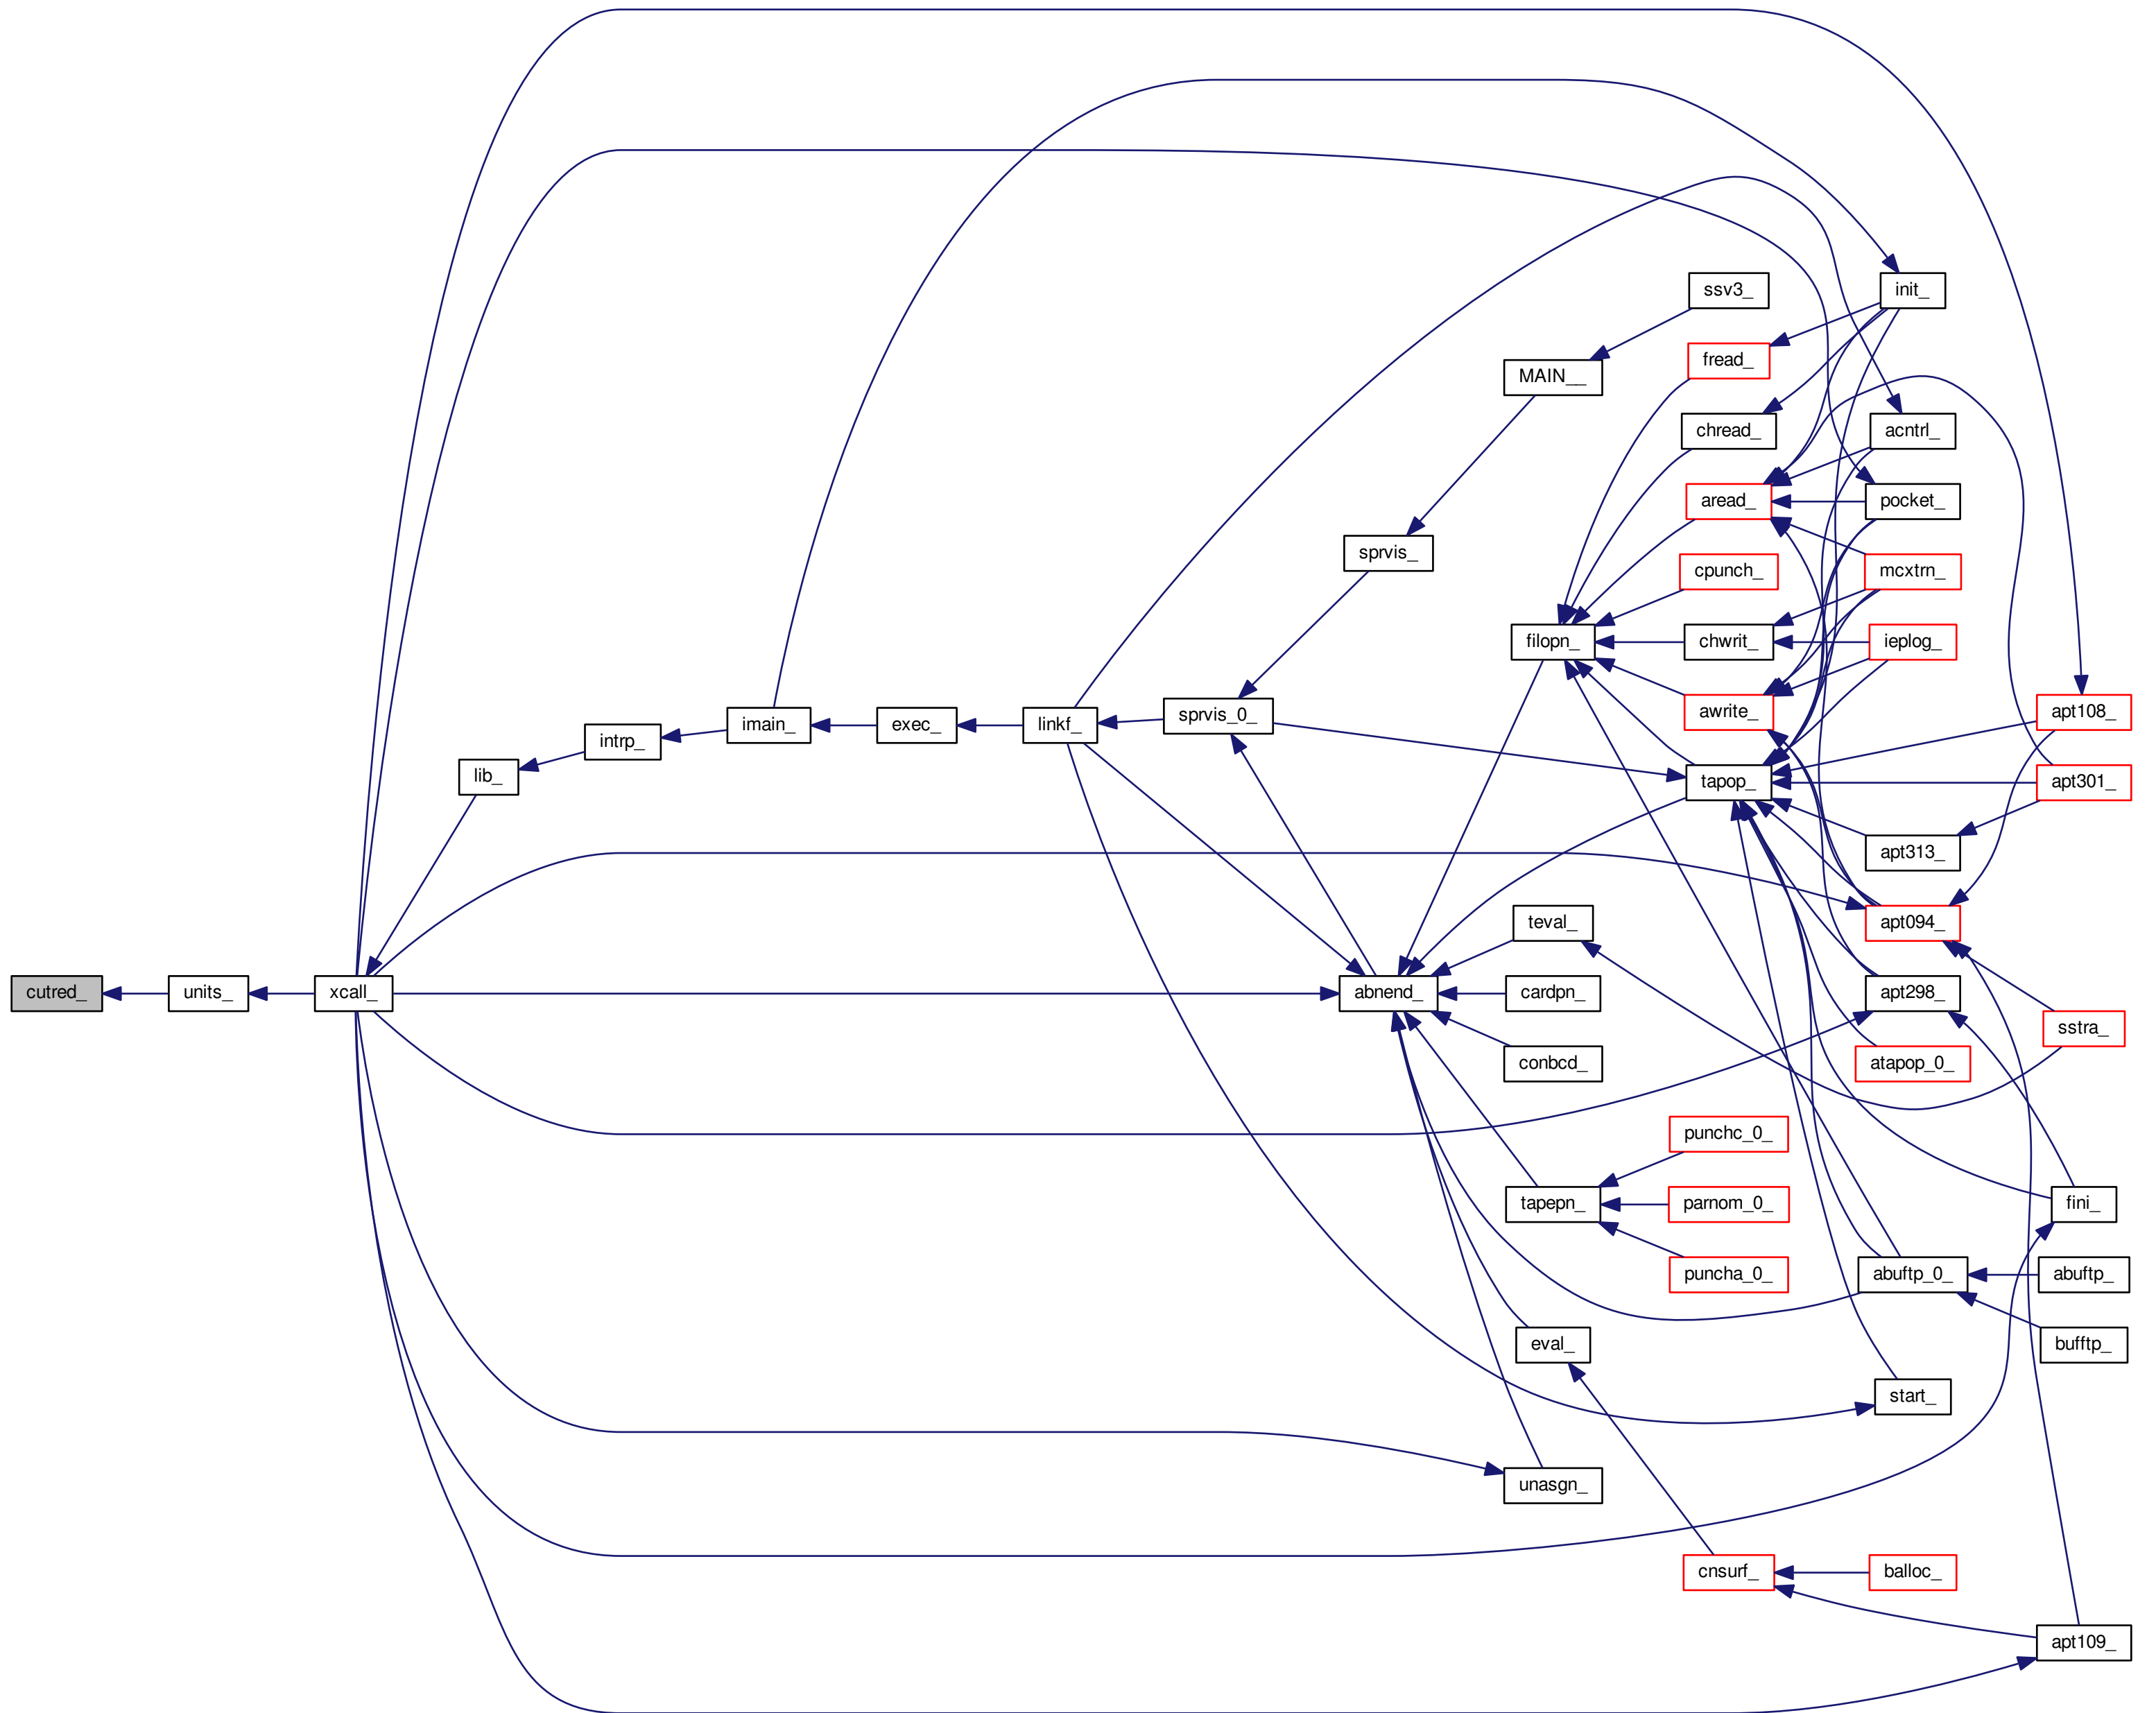 cutred_
units_
xcall_
lib_
intrp_
imain_
exec_
linkf_
sprvis_0_
sprvis_
MAIN__
ssv3_
abnend_
filopn_
fread_
chread_
aread_
cpunch_
chwrit_
awrite_
tapop_
init_
acntrl_
pocket_
mcxtrn_
ieplog_
apt108_
apt301_
apt313_
apt094_
apt298_
sstra_
atapop_0_
teval_
cardpn_
conbcd_
tapepn_
punchc_0_
parnom_0_
puncha_0_
fini_
abuftp_0_
abuftp_
bufftp_
eval_
start_
unasgn_
cnsurf_
balloc_
apt109_